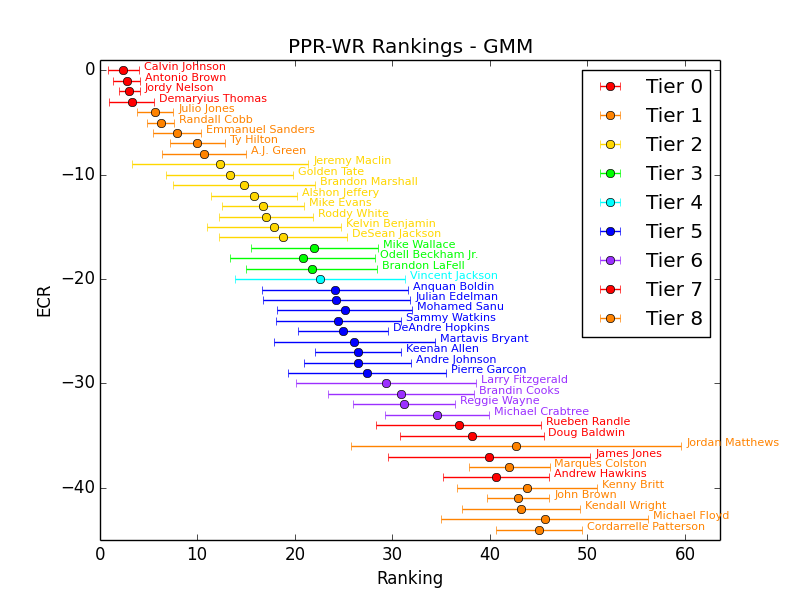 PPR-WR Rankings - GMM
0
−10
−20
−30
−40
ECR
Calvin Johnson
Antonio Brown
Jordy Nelson
Demaryius Thomas
Julio Jones
Randall Cobb
Emmanuel Sanders
Ty Hilton
A.J. Green
Jeremy Maclin
Golden Tate
Brandon Marshall
Alshon Jeffery
Mike Evans
Roddy White
Kelvin Benjamin
DeSean Jackson
Mike Wallace
Odell Beckham Jr.
Brandon LaFell
Vincent Jackson
Anquan Boldin
Julian Edelman
Mohamed Sanu
Sammy Watkins
DeAndre Hopkins
Martavis Bryant
Keenan Allen
Andre Johnson
Pierre Garcon
Larry Fitzgerald
Brandin Cooks
Reggie Wayne
Michael Crabtree
Rueben Randle
Doug Baldwin
Jordan Matthews
James Jones
Marques Colston
Andrew Hawkins
Kenny Britt
John Brown
Kendall Wright
Michael Floyd
Cordarrelle Patterson
Tier 0
Tier 1
Tier 2
Tier 3
Tier 4
Tier 5
Tier 6
Tier 7
Tier 8
0 10 20 30 40 50 60
Ranking